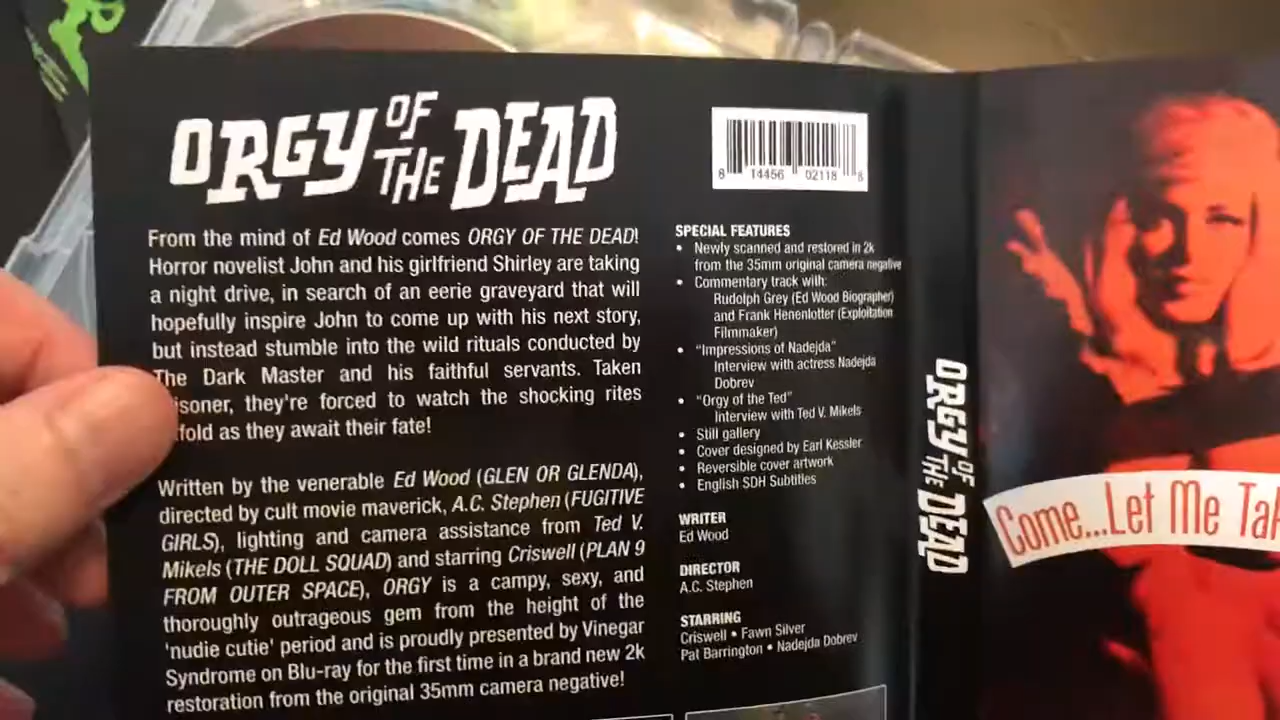 ORGY OF THE DEAD
From the mind of Ed Wood comes ORGY OF THE DEAD!
Horror novelist John and his girlfriend Shirley are taking
a night drive, in search of an eerie graveyard that will
hopefully inspire John to come up with his next story,
but instead stumble into the wild rituals conducted by
The Dark Master and his faithful servants. Taken
isoner, they're forced to watch the shocking rites
fold as they await their fate!
Written by the venerable Ed Wood (GLEN OR GLENDA),
directed by cult movie maverick, A.C. Stephen (FUGITIVE
GIRLS), lighting and camera assistance from Ted V.
Mikels (THE DOLL SQUAD) and starring Criswell (PLAN 9
FROM OUTER SPACE), ORGY is a campy, sexy, and
thoroughly outrageous gem from the height of the
'nudie cutie' period and is proudly presented by Vinegar
Syndrome on Blu-ray for the first time in a brand new 2k
restoration from the original 35mm camera negative!
8 14456 02118 8
SPECIAL FEATURES
• Newly scanned and restored in 2k
from the 35mm original camera negative
• Commentary track with:
Rudolph Grey (Ed Wood Biographer)
and Frank Henenlotter (Exploitation
Filmmaker)
• "Impressions of Nadejda"
Interview with actress Nadejda
Dobrev
• "Orgy of the Ted"
Interview with Ted V. Mikels
• Still gallery
• Cover designed by Earl Kessler
• Reversible cover artwork
• English SDH Subtitles
WRITER
Ed Wood
DIRECTOR
A.C. Stephen
STARRING
Criswell • Fawn Silver
Pat Barrington • Nadejda Dobrev
ORGY OF THE DEAD
Come...Let Me Ta